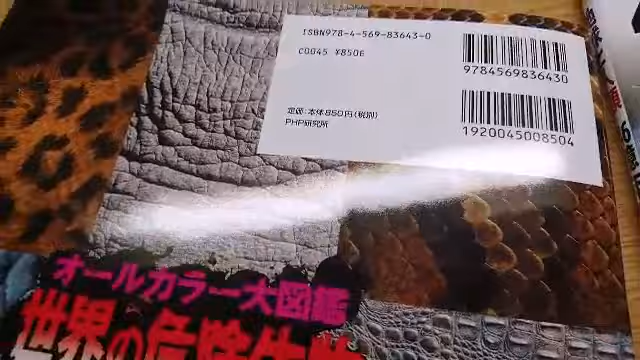 ISBN978-4-569-83643-0
C0045 ¥850E
9784569836430
1920045008504
定価:本体850円(税別)
PHP研究所
オールカラー大図鑑
世界の危険生物